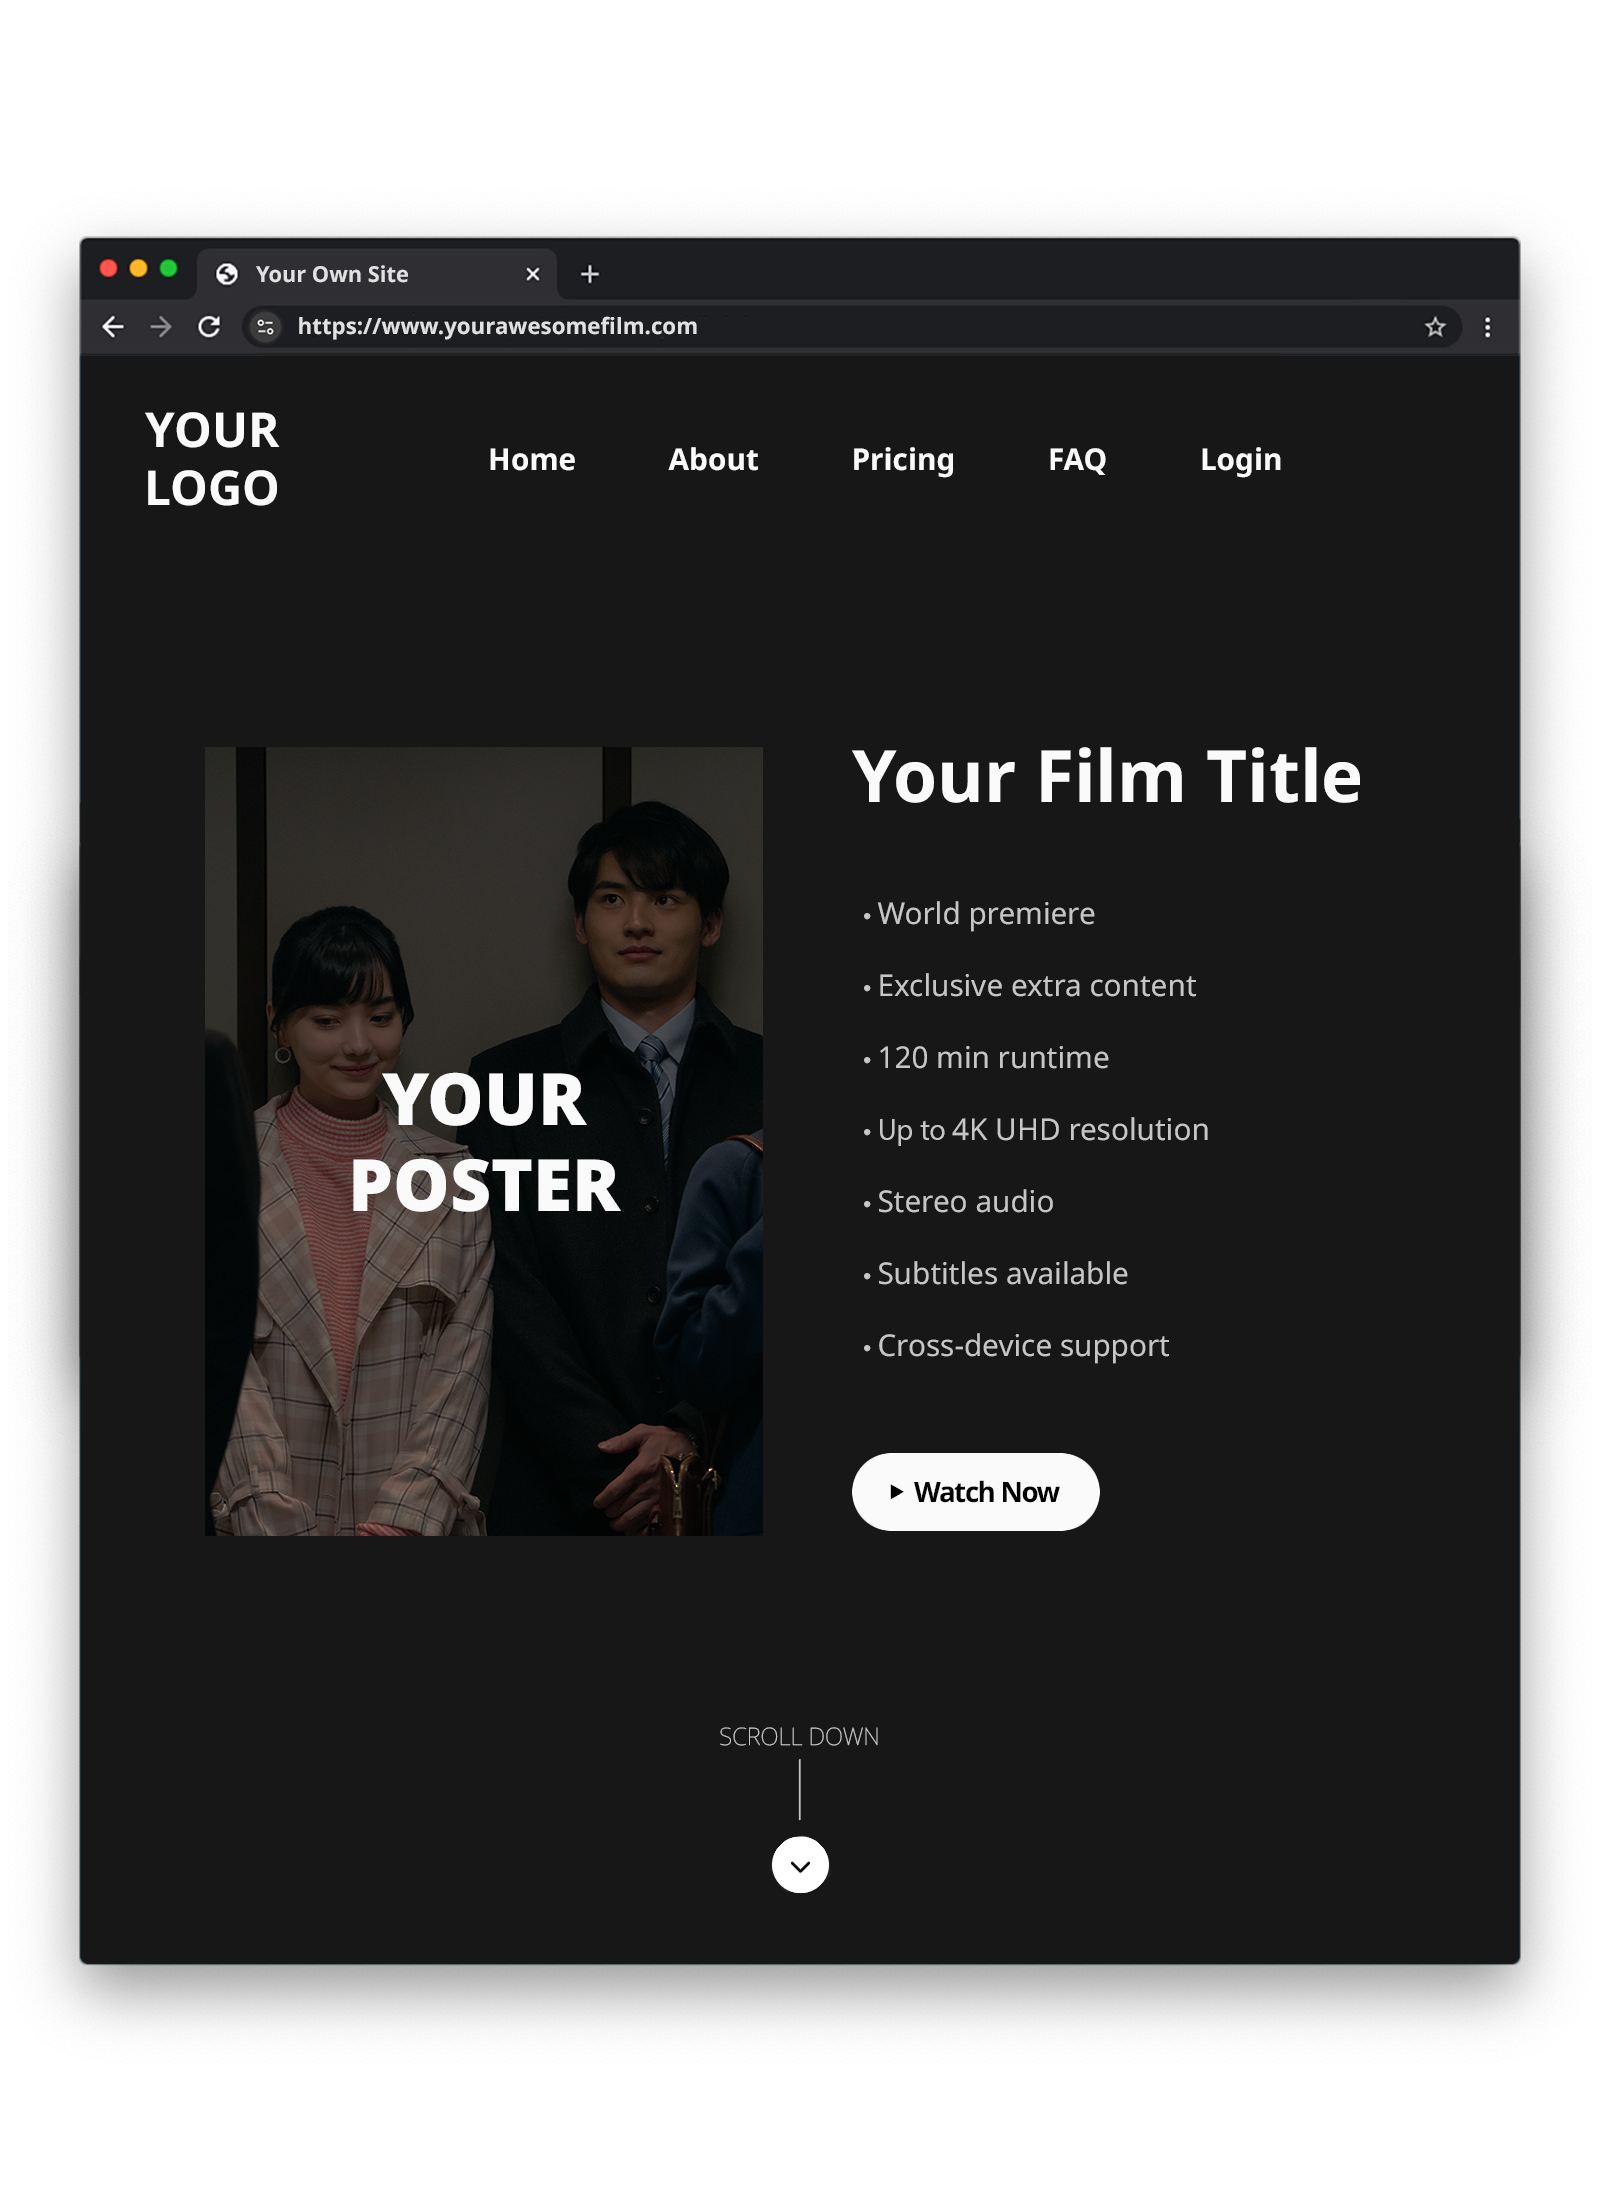 Your Own Site
https://www.yourawesomefilm.com
YOUR
LOGO
Home About Pricing FAQ Login
Your Film Title
YOUR
POSTER
• World premiere
• Exclusive extra content
• 120 min runtime
• Up to 4K UHD resolution
• Stereo audio
• Subtitles available
• Cross-device support
Watch Now
SCROLL DOWN